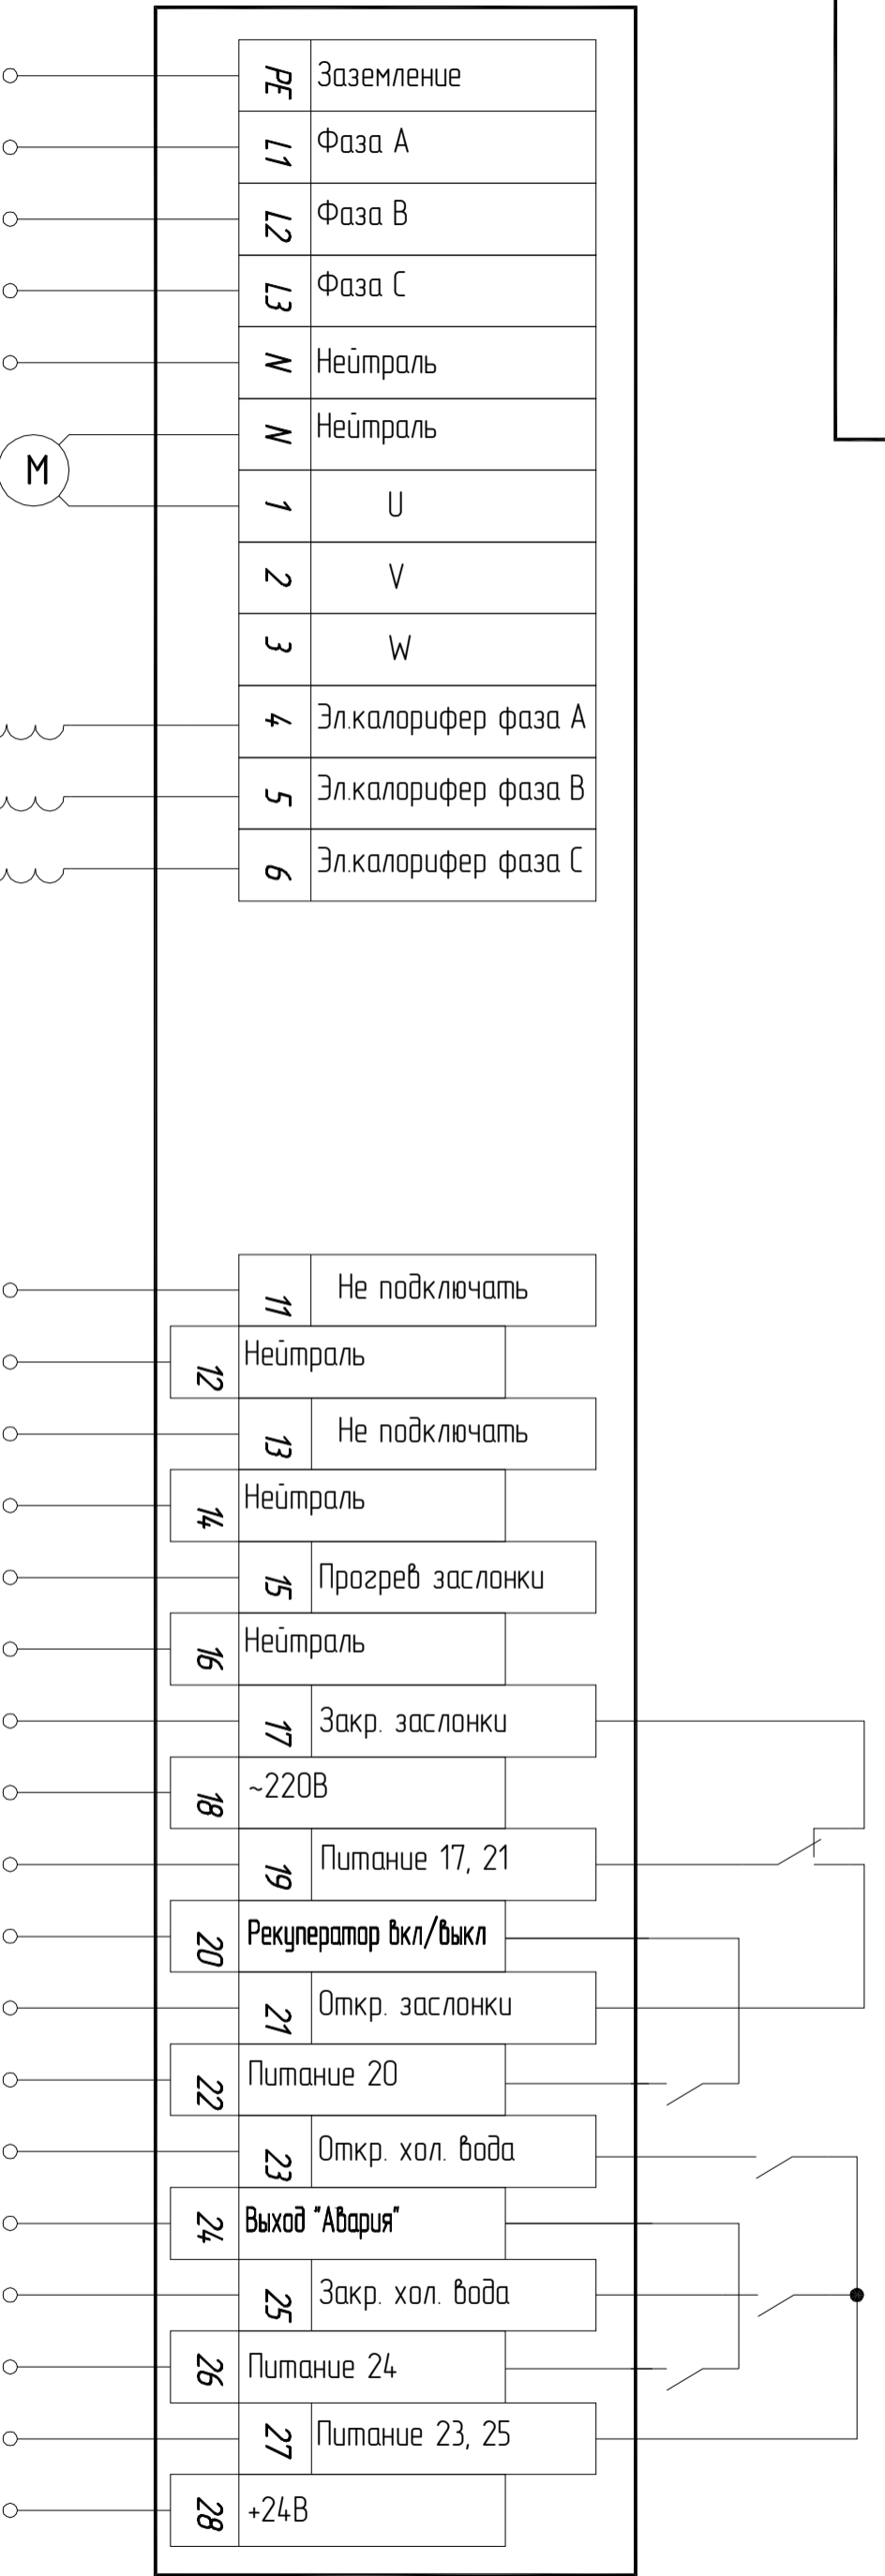 PE Заземление
L1 Фаза А
L2 Фаза В
L3 Фаза С
N Нейтраль
N Нейтраль
M
1 U
2 V
3 W
4 Эл.калорифер фаза А
5 Эл.калорифер фаза В
6 Эл.калорифер фаза С
11 Не подключать
12 Нейтраль
13 Не подключать
14 Нейтраль
15 Прогрев заслонки
16 Нейтраль
17 Закр. заслонки
18 ~220В
19 Питание 17, 21
20 Рекуператор вкл/выкл
21 Откр. заслонки
22 Питание 20
23 Откр. хол. вода
24 Выход "Авария"
25 Закр. хол. вода
26 Питание 24
27 Питание 23, 25
28 +24В